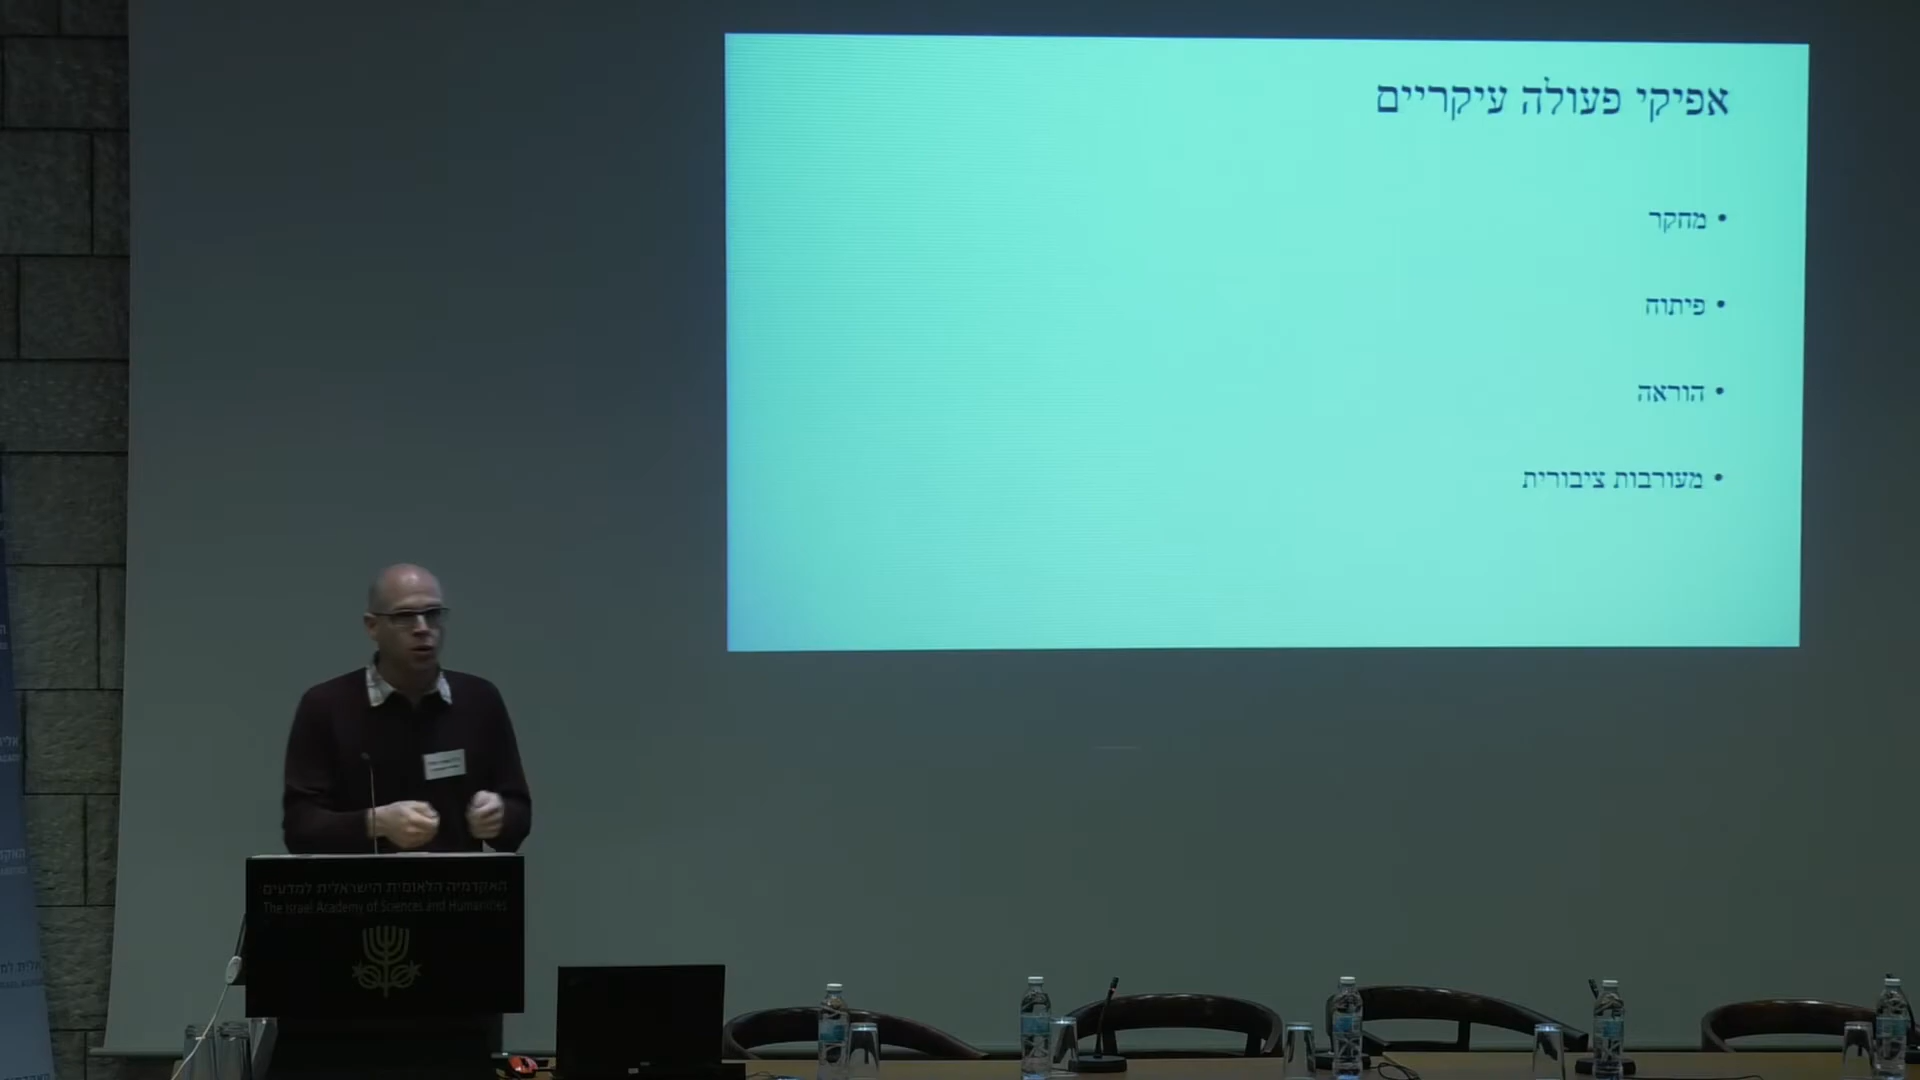 אפיקי פעולה עיקריים
• מחקר
• פיתוח
• הוראה
• מעורבות ציבורית
האקדמיה הלאומית הישראלית למדעים
The Israel Academy of Sciences and Humanities